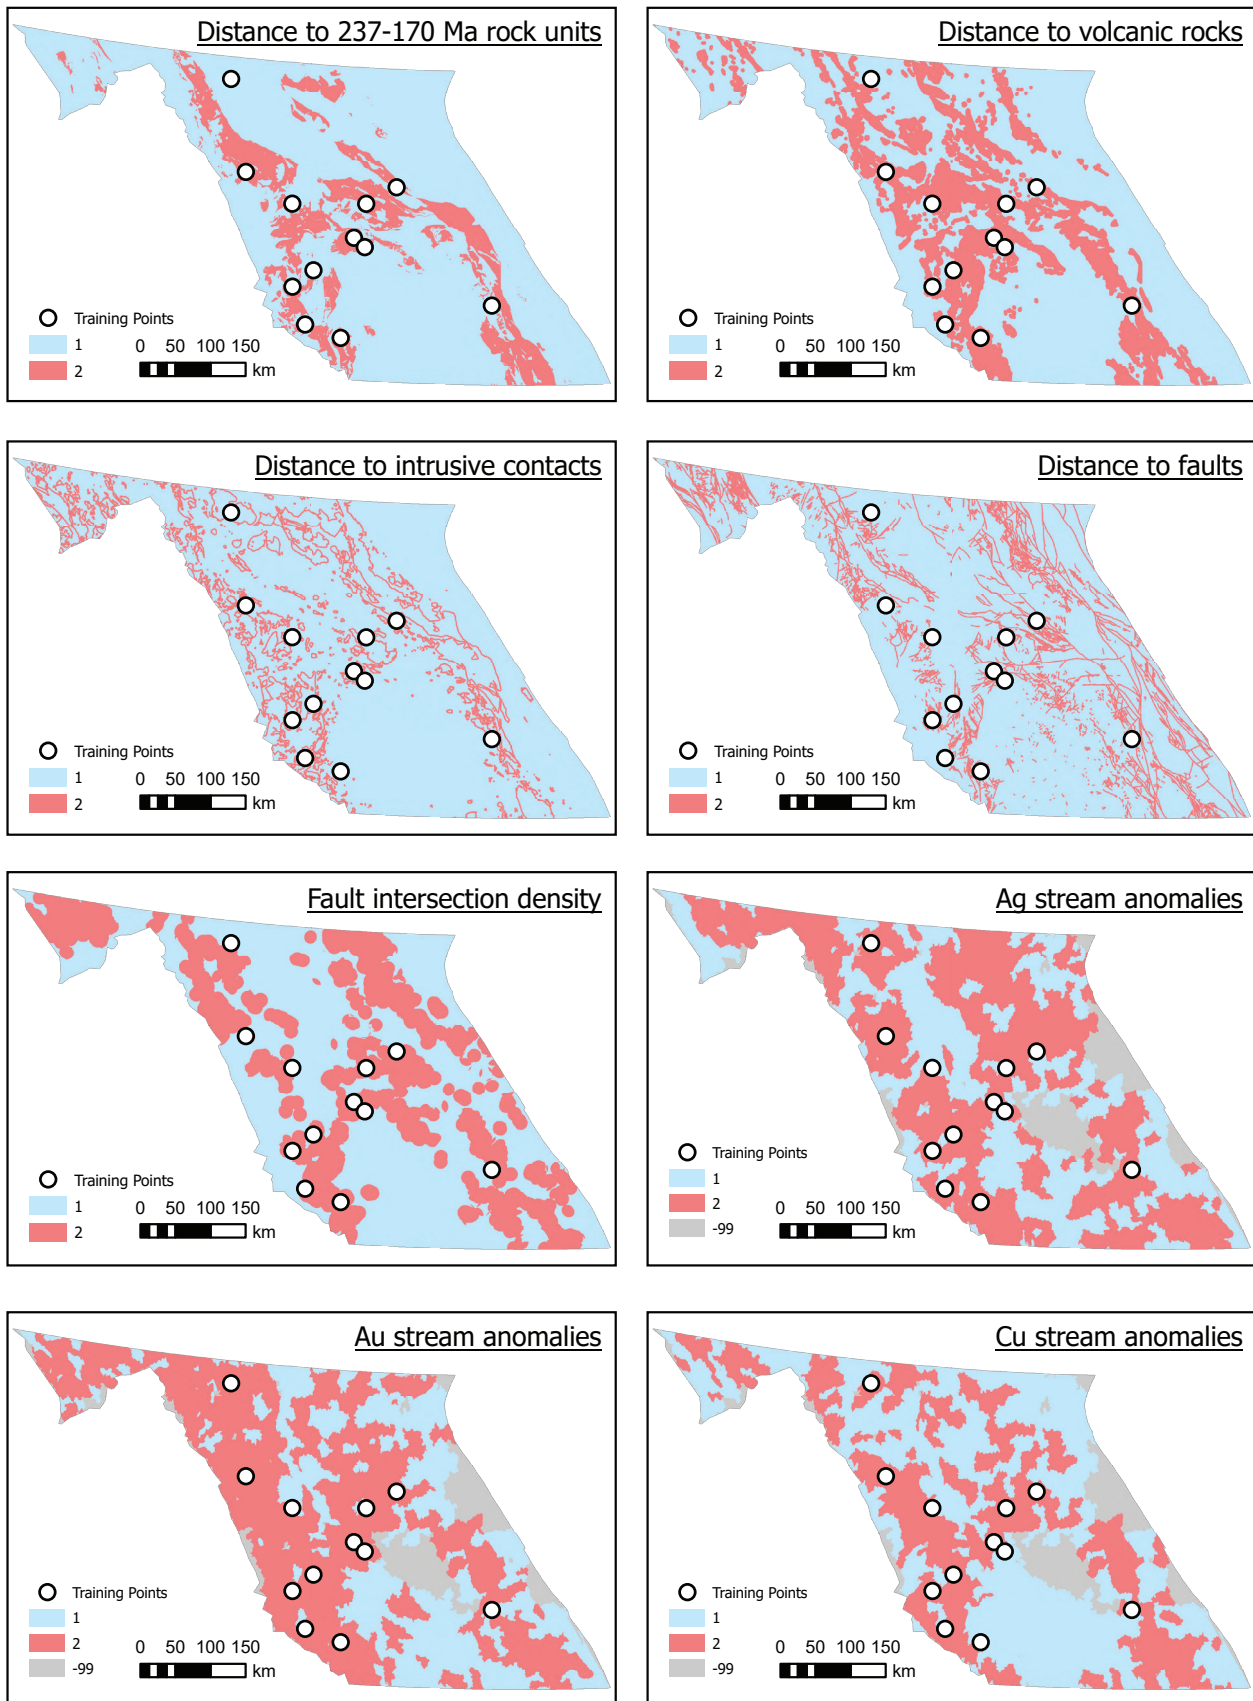 Distance to 237-170 Ma rock units
Training Points
1
2
0 50 100 150
km
Distance to volcanic rocks
Training Points
1
2
0 50 100 150
km
Distance to intrusive contacts
Training Points
1
2
0 50 100 150
km
Distance to faults
Training Points
1
2
0 50 100 150
km
Fault intersection density
Training Points
1
2
0 50 100 150
km
Ag stream anomalies
Training Points
1
2
-99
0 50 100 150
km
Au stream anomalies
Training Points
1
2
-99
0 50 100 150
km
Cu stream anomalies
Training Points
1
2
-99
0 50 100 150
km